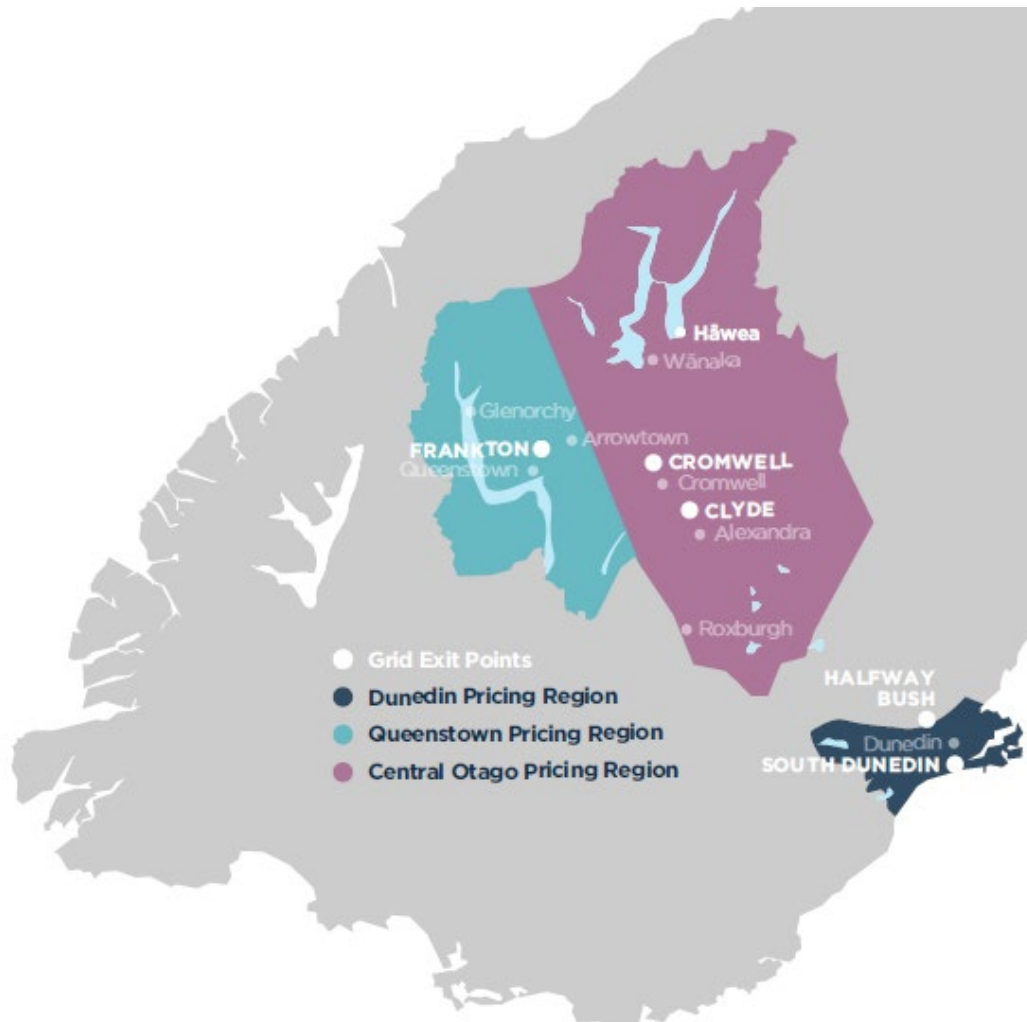 Hāwea
Wānaka
Glenorchy
Arrowtown
FRANKTON
Queenstown
CROMWELL
Cromwell
CLYDE
Alexandra
Roxburgh
Grid Exit Points
Dunedin Pricing Region
Queenstown Pricing Region
Central Otago Pricing Region
HALFWAY
BUSH
Dunedin
SOUTH DUNEDIN